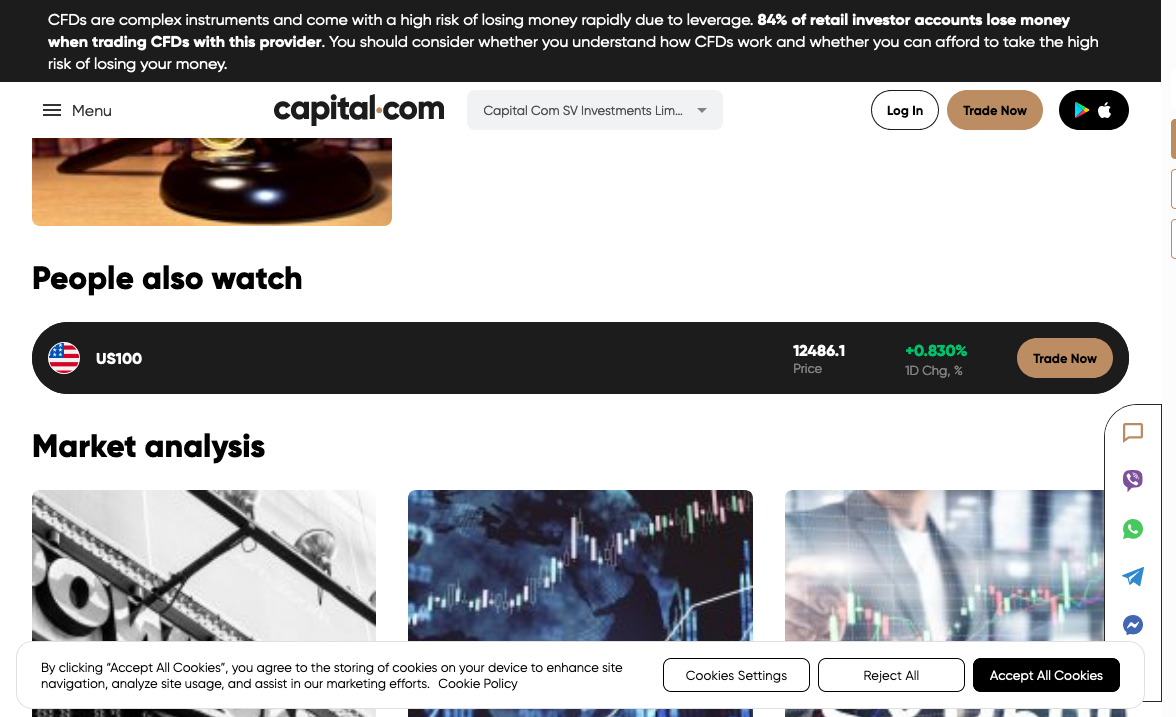 CFDs are complex instruments and come with a high risk of losing money rapidly due to leverage. 84% of retail investor accounts lose money
when trading CFDs with this provider. You should consider whether you understand how CFDs work and whether you can afford to take the high
risk of losing your money.
Menu
capital.com
Capital Com SV Investments Lim...
Log In
Trade Now
People also watch
US100
12486.1
Price
+0.830%
1D Chg, %
Trade Now
Market analysis
By clicking “Accept All Cookies”, you agree to the storing of cookies on your device to enhance site
navigation, analyze site usage, and assist in our marketing efforts. Cookie Policy
Cookies Settings
Reject All
Accept All Cookies